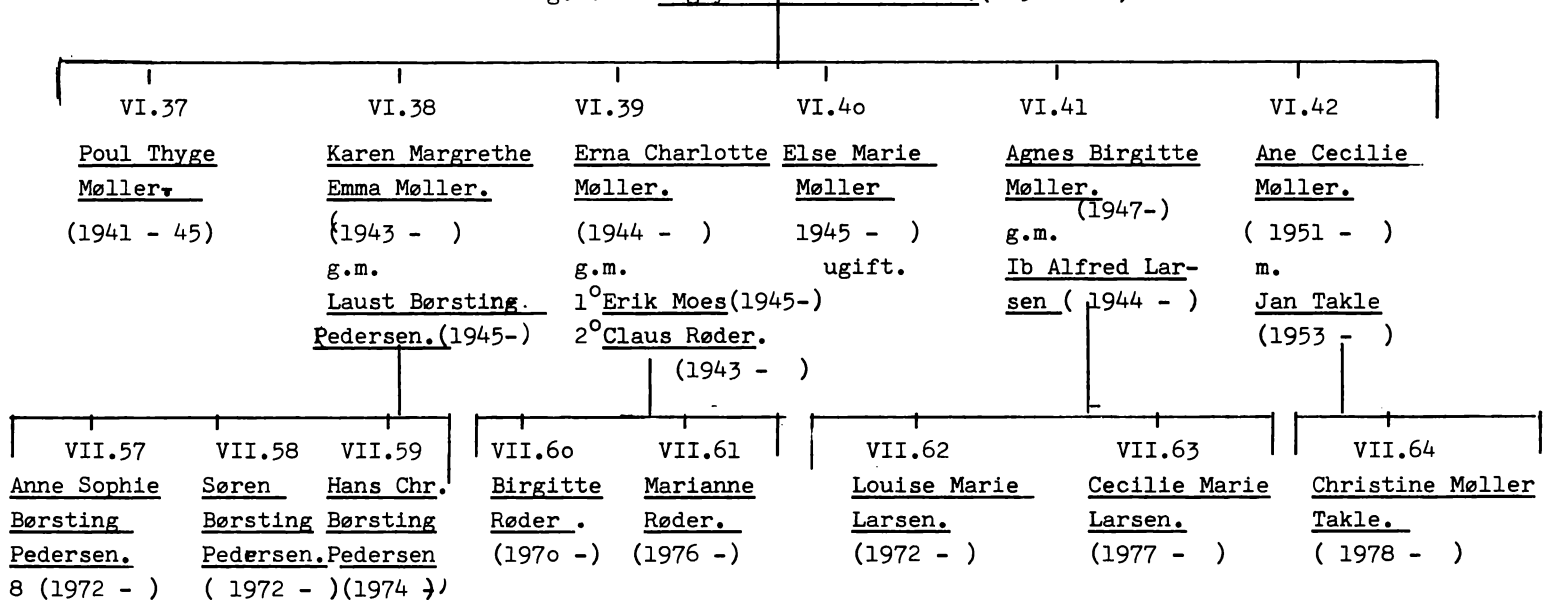 VI.37 VI.38 VI.39 VI.4o VI.41 VI.42
Poul Thyge Karen Margrethe Erna Charlotte Else Marie Agnes Birgitte Ane Cecilie
Møller. Emma Møller. Møller. Møller Møller. Møller.
(1947-)
(1941 - 45) (1943 - ) (1944 - ) 1945 - ) g.m. ( 1951 - )
g.m. g.m. ugift. Ib Alfred Lar- m.
Laust Børsting. 1° Erik Moes (1945-) sen ( 1944 - ) Jan Takle
Pedersen. (1945-) 2° Claus Røder. (1953 - )
(1943 - )
VII.57 VII.58 VII.59 VII.6o VII.61 VII.62 VII.63 VII.64
Anne Sophie Søren Hans Chr. Birgitte Marianne Louise Marie Cecilie Marie Christine Møller
Børsting Børsting Børsting Røder . Røder. Larsen. Larsen. Takle.
Pedersen. Pedersen. Pedersen (197o -) (1976 -) (1972 - ) (1977 - ) ( 1978 - )
8 (1972 - ) ( 1972 - ) (1974 - )